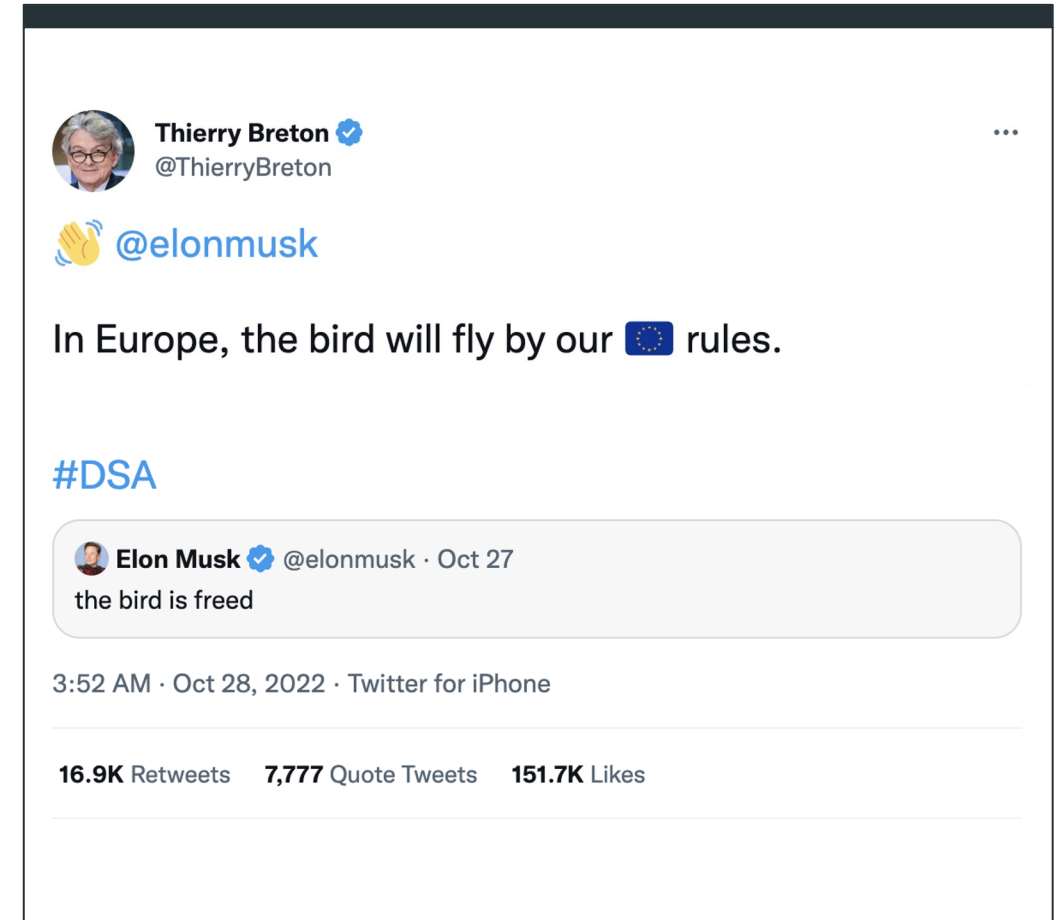 Thierry Breton
@ThierryBreton
👋 @elonmusk
In Europe, the bird will fly by our 🇪🇺 rules.
#DSA
Elon Musk @elonmusk · Oct 27
the bird is freed
3:52 AM · Oct 28, 2022 · Twitter for iPhone
16.9K Retweets 7,777 Quote Tweets 151.7K Likes